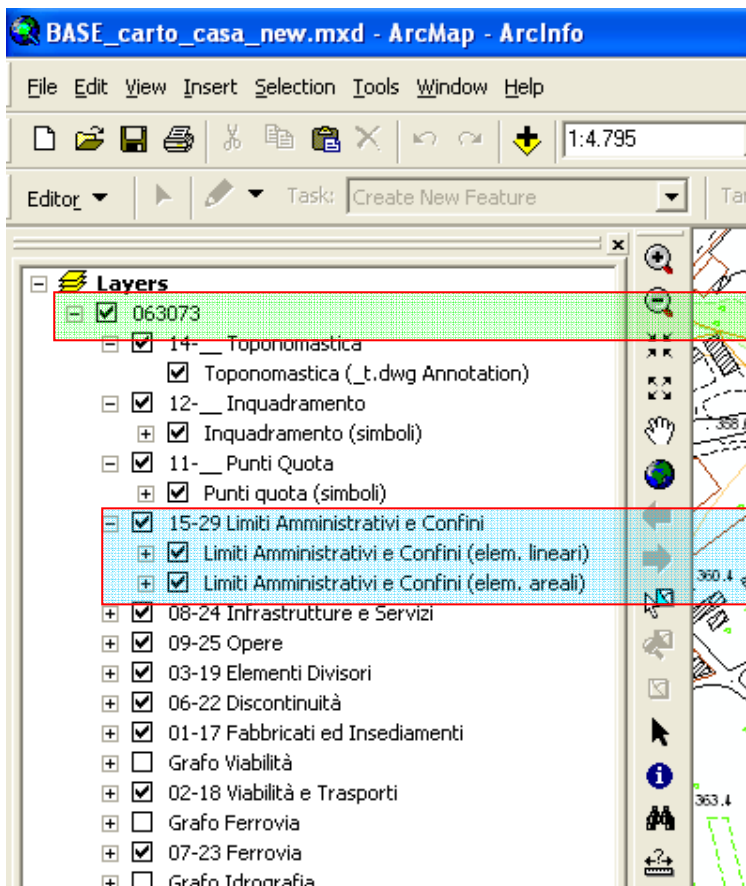 BASE_carto_casa_new.mxd - ArcMap - ArcInfo
File Edit View Insert Selection Tools Window Help
1:4.795
Editor Task: Create New Feature Tar
Layers
063073
14-__ Toponomastica
Toponomastica (_t.dwg Annotation)
12-__ Inquadramento
Inquadramento (simboli)
11-__ Punti Quota
Punti quota (simboli)
15-29 Limiti Amministrativi e Confini
Limiti Amministrativi e Confini (elem. lineari)
Limiti Amministrativi e Confini (elem. areali)
360.4
08-24 Infrastrutture e Servizi
09-25 Opere
03-19 Elementi Divisori
06-22 Discontinuità
01-17 Fabbricati ed Insediamenti
Grafo Viabilità
02-18 Viabilità e Trasporti
363.4
Grafo Ferrovia
07-23 Ferrovia
Grafo Idrografia